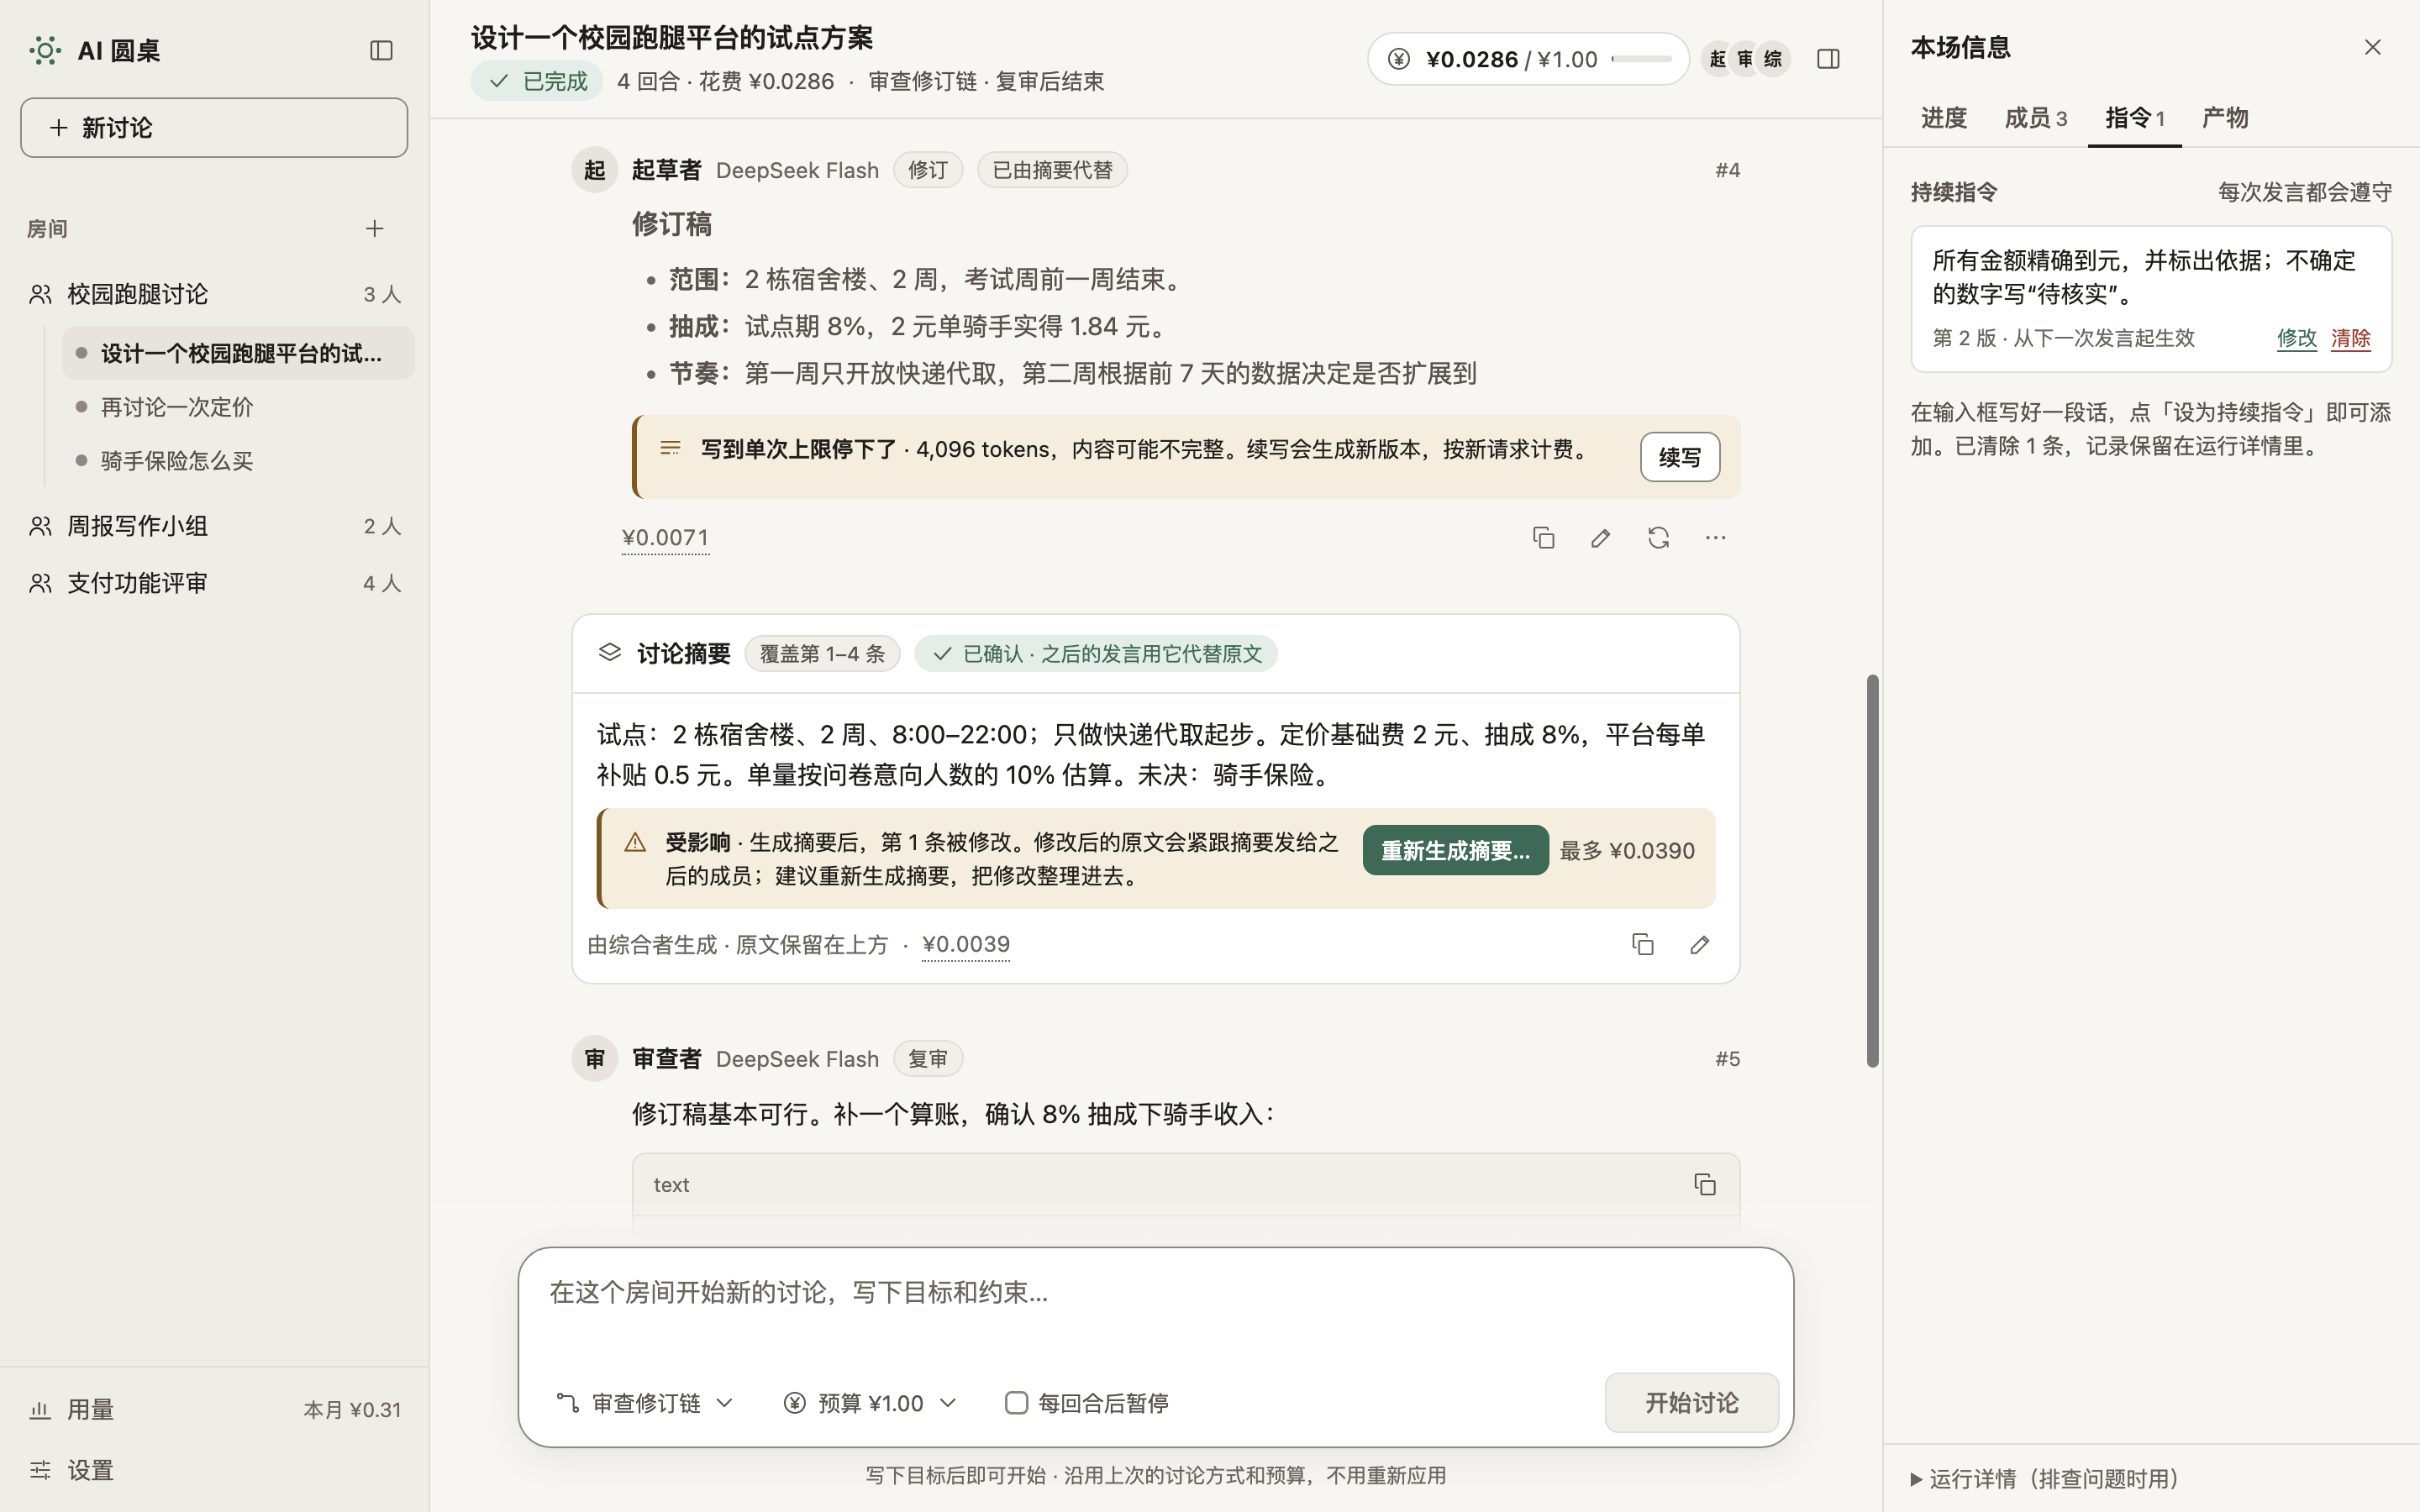 AI 圆桌
新讨论
房间
校园跑腿讨论 3 人
设计一个校园跑腿平台的试...
再讨论一次定价
骑手保险怎么买
周报写作小组 2 人
支付功能评审 4 人
用量 本月 ¥0.31
设置
设计一个校园跑腿平台的试点方案
已完成 4 回合 · 花费 ¥0.0286 · 审查修订链 · 复审后结束
¥0.0286 / ¥1.00
起 审 综
起 起草者 DeepSeek Flash 修订 已由摘要代替 #4
修订稿
• 范围：2 栋宿舍楼、2 周，考试周前一周结束。
• 抽成：试点期 8%，2 元单骑手实得 1.84 元。
• 节奏：第一周只开放快递代取，第二周根据前 7 天的数据决定是否扩展到
写到单次上限停下了 · 4,096 tokens，内容可能不完整。续写会生成新版本，按新请求计费。 续写
¥0.0071
讨论摘要 覆盖第 1–4 条 已确认 · 之后的发言用它代替原文
试点：2 栋宿舍楼、2 周、8:00–22:00；只做快递代取起步。定价基础费 2 元、抽成 8%，平台每单
补贴 0.5 元。单量按问卷意向人数的 10% 估算。未决：骑手保险。
受影响 · 生成摘要后，第 1 条被修改。修改后的原文会紧跟摘要发给之
后的成员；建议重新生成摘要，把修改整理进去。
重新生成摘要... 最多 ¥0.0390
由综合者生成 · 原文保留在上方 · ¥0.0039
审 审查者 DeepSeek Flash 复审 #5
修订稿基本可行。补一个算账，确认 8% 抽成下骑手收入：
text
在这个房间开始新的讨论，写下目标和约束...
审查修订链 预算 ¥1.00 每回合后暂停 开始讨论
写下目标后即可开始 · 沿用上次的讨论方式和预算，不用重新应用
本场信息
进度 成员 3 指令 1 产物
持续指令 每次发言都会遵守
所有金额精确到元，并标出依据；不确定
的数字写“待核实”。
第 2 版 · 从下一次发言起生效 修改 清除
在输入框写好一段话，点「设为持续指令」即可添
加。已清除 1 条，记录保留在运行详情里。
运行详情（排查问题时用）